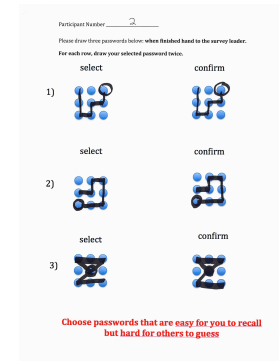 Participant Number 2
Please draw three passwords below: when finished hand to the survey leader.
For each row, draw your selected password twice.
select confirm
1)
select confirm
2)
select confirm
3)
Choose passwords that are easy for you to recall
but hard for others to guess